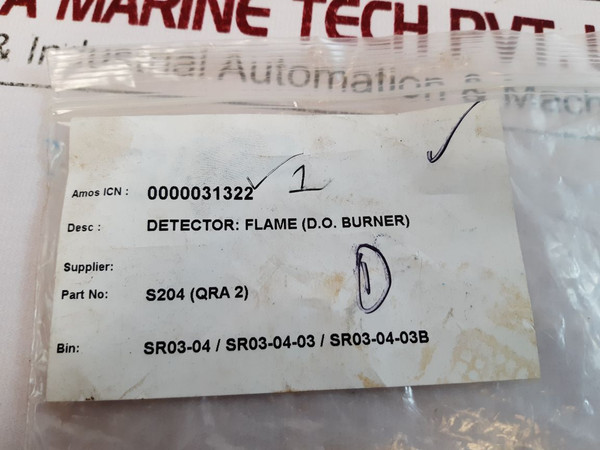 A MARINE TECH PVT.
& Industrial Automation &
Amos ICN : 0000031322 1
Desc : DETECTOR: FLAME (D.O. BURNER)
Supplier:
Part No: S204 (QRA 2)
Bin: SR03-04 / SR03-04-03 / SR03-04-03B